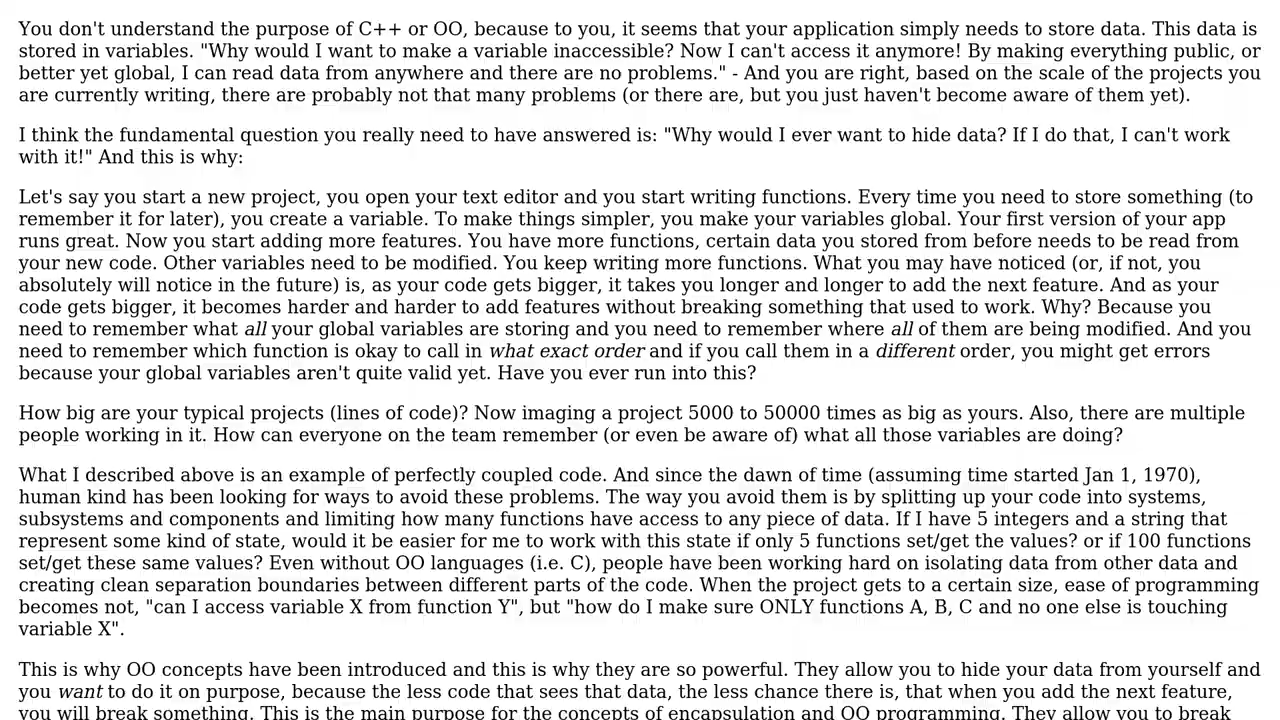 You don't understand the purpose of C++ or OO, because to you, it seems that your application simply needs to store data. This data is
stored in variables. "Why would I want to make a variable inaccessible? Now I can't access it anymore! By making everything public, or
better yet global, I can read data from anywhere and there are no problems." - And you are right, based on the scale of the projects you
are currently writing, there are probably not that many problems (or there are, but you just haven't become aware of them yet).
I think the fundamental question you really need to have answered is: "Why would I ever want to hide data? If I do that, I can't work
with it!" And this is why:
Let's say you start a new project, you open your text editor and you start writing functions. Every time you need to store something (to
remember it for later), you create a variable. To make things simpler, you make your variables global. Your first version of your app
runs great. Now you start adding more features. You have more functions, certain data you stored from before needs to be read from
your new code. Other variables need to be modified. You keep writing more functions. What you may have noticed (or, if not, you
absolutely will notice in the future) is, as your code gets bigger, it takes you longer and longer to add the next feature. And as your
code gets bigger, it becomes harder and harder to add features without breaking something that used to work. Why? Because you
need to remember what all your global variables are storing and you need to remember where all of them are being modified. And you
need to remember which function is okay to call in what exact order and if you call them in a different order, you might get errors
because your global variables aren't quite valid yet. Have you ever run into this?
How big are your typical projects (lines of code)? Now imaging a project 5000 to 50000 times as big as yours. Also, there are multiple
people working in it. How can everyone on the team remember (or even be aware of) what all those variables are doing?
What I described above is an example of perfectly coupled code. And since the dawn of time (assuming time started Jan 1, 1970),
human kind has been looking for ways to avoid these problems. The way you avoid them is by splitting up your code into systems,
subsystems and components and limiting how many functions have access to any piece of data. If I have 5 integers and a string that
represent some kind of state, would it be easier for me to work with this state if only 5 functions set/get the values? or if 100 functions
set/get these same values? Even without OO languages (i.e. C), people have been working hard on isolating data from other data and
creating clean separation boundaries between different parts of the code. When the project gets to a certain size, ease of programming
becomes not, "can I access variable X from function Y", but "how do I make sure ONLY functions A, B, C and no one else is touching
variable X".
This is why OO concepts have been introduced and this is why they are so powerful. They allow you to hide your data from yourself and
you want to do it on purpose, because the less code that sees that data, the less chance there is, that when you add the next feature,
you will break something. This is the main purpose for the concepts of encapsulation and OO programming. They allow you to break